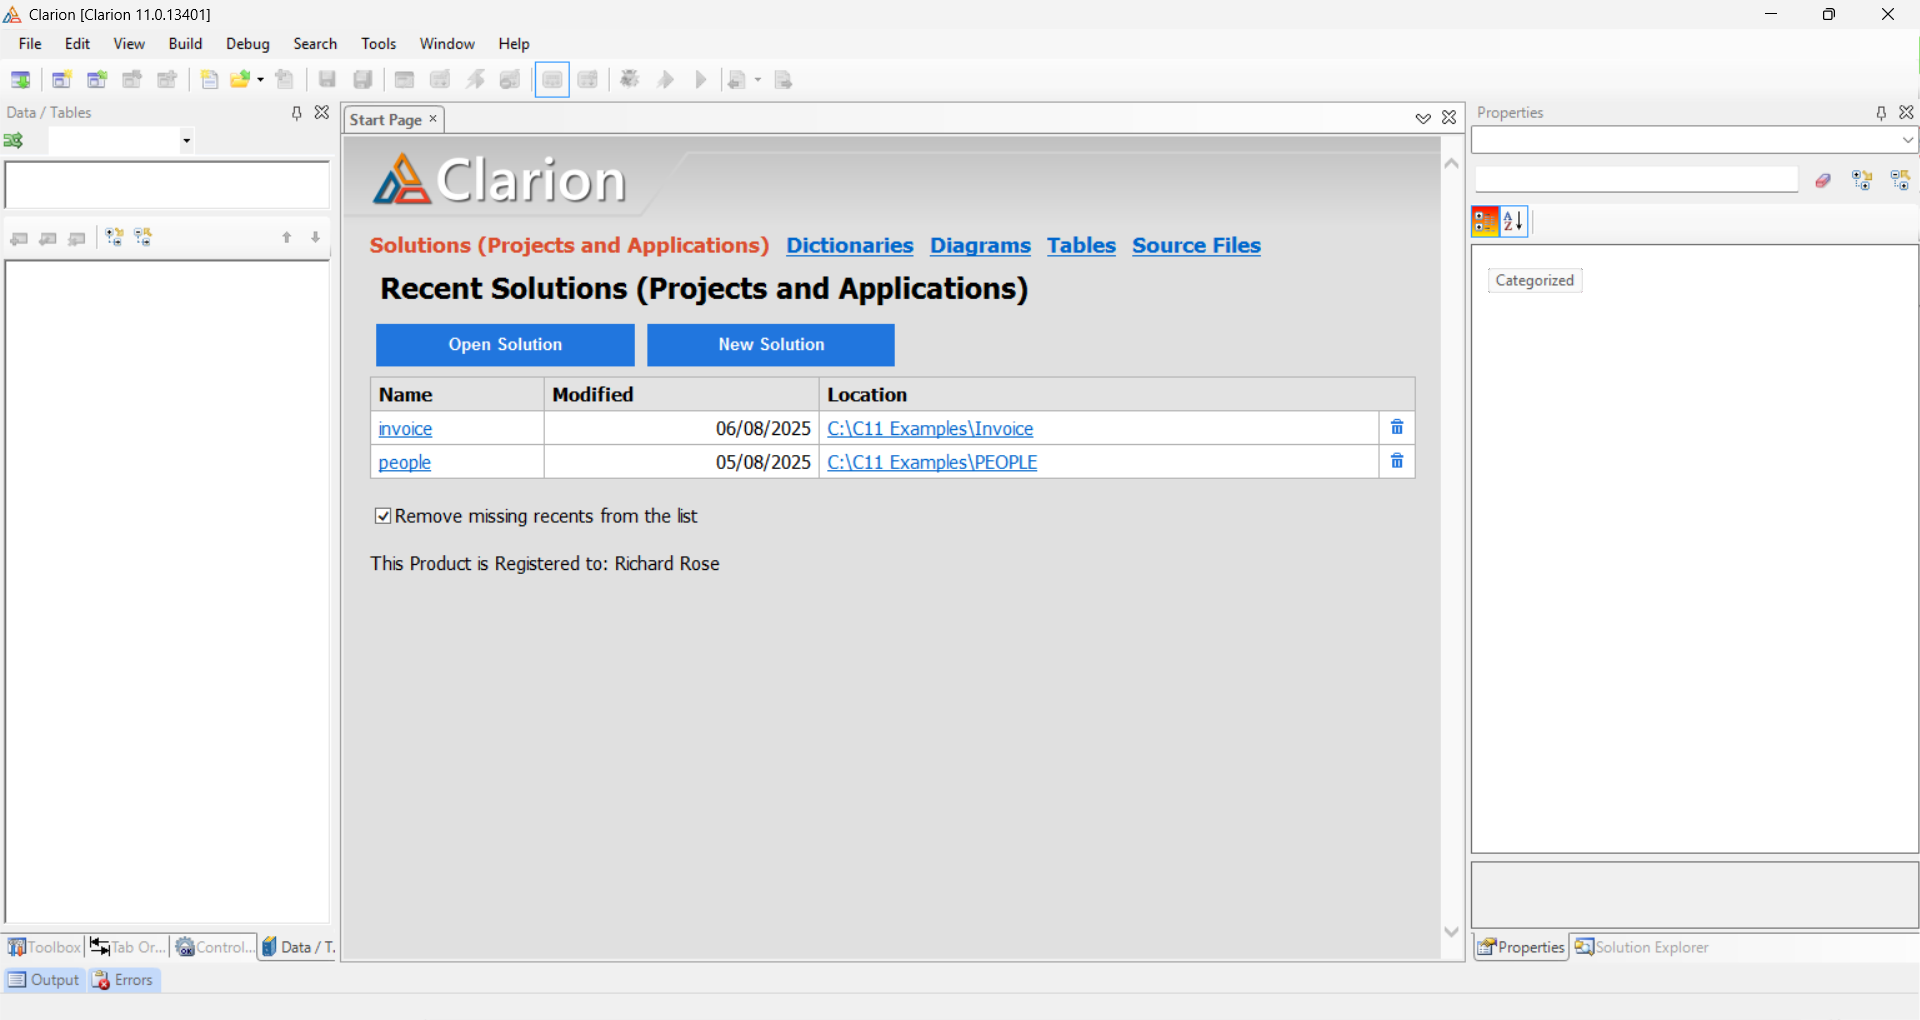 Clarion [Clarion 11.0.13401]
File Edit View Build Debug Search Tools Window Help
Data / Tables
Start Page
Properties
Clarion
Solutions (Projects and Applications) Dictionaries Diagrams Tables Source Files
Recent Solutions (Projects and Applications)
Open Solution New Solution
Name Modified Location
invoice 06/08/2025 C:\C11 Examples\Invoice
people 05/08/2025 C:\C11 Examples\PEOPLE
Remove missing recents from the list
This Product is Registered to: Richard Rose
Categorized
Toolbox Tab Or... Control... Data / T.
Properties Solution Explorer
Output Errors